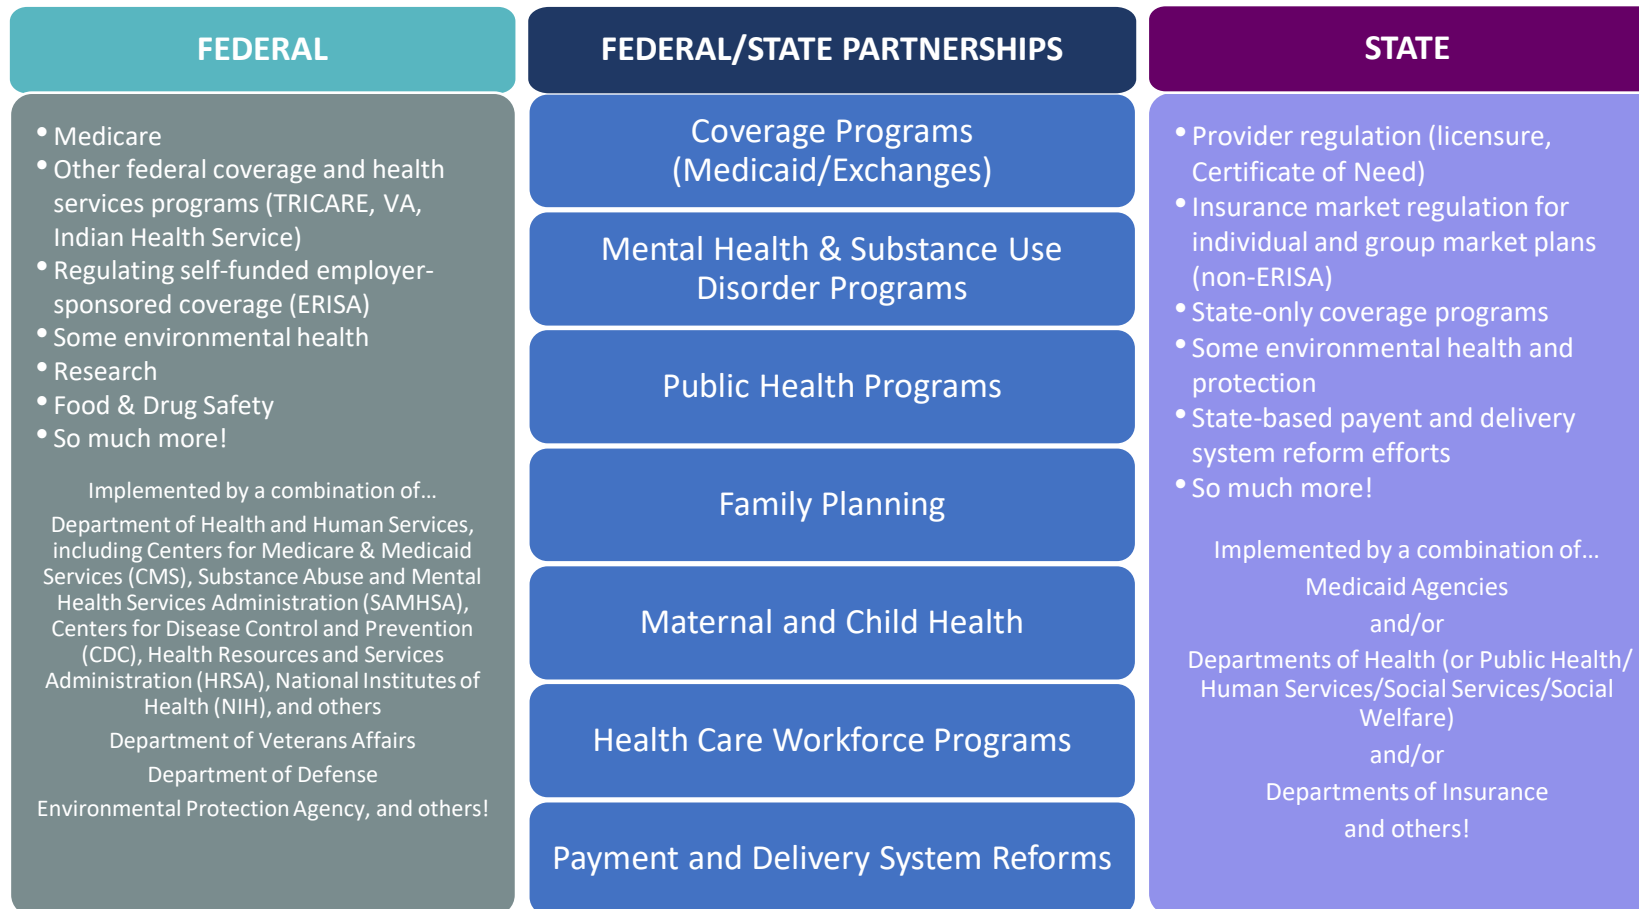 FEDERAL
• Medicare
• Other federal coverage and health
services programs (TRICARE, VA,
Indian Health Service)
• Regulating self-funded employer-
sponsored coverage (ERISA)
• Some environmental health
• Research
• Food & Drug Safety
• So much more!
Implemented by a combination of…
Department of Health and Human Services,
including Centers for Medicare & Medicaid
Services (CMS), Substance Abuse and Mental
Health Services Administration (SAMHSA),
Centers for Disease Control and Prevention
(CDC), Health Resources and Services
Administration (HRSA), National Institutes of
Health (NIH), and others
Department of Veterans Affairs
Department of Defense
Environmental Protection Agency, and others!
FEDERAL/STATE PARTNERSHIPS
Coverage Programs
(Medicaid/Exchanges)
Mental Health & Substance Use
Disorder Programs
Public Health Programs
Family Planning
Maternal and Child Health
Health Care Workforce Programs
Payment and Delivery System Reforms
STATE
• Provider regulation (licensure,
Certificate of Need)
• Insurance market regulation for
individual and group market plans
(non-ERISA)
• State-only coverage programs
• Some environmental health and
protection
• State-based payent and delivery
system reform efforts
• So much more!
Implemented by a combination of…
Medicaid Agencies
and/or
Departments of Health (or Public Health/
Human Services/Social Services/Social
Welfare)
and/or
Departments of Insurance
and others!